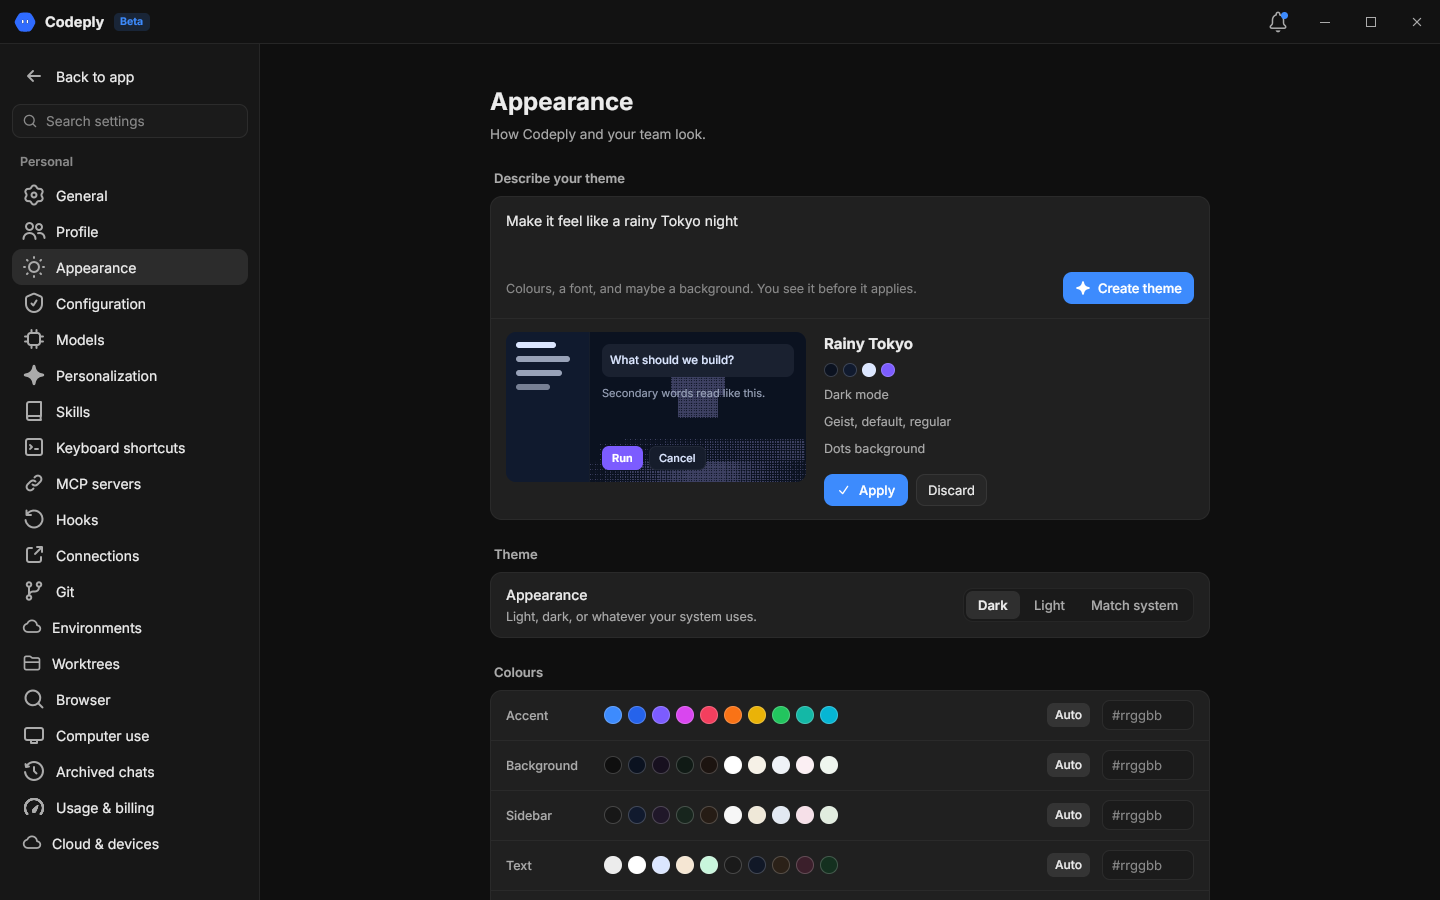 Codeply Beta
Back to app
Search settings
Personal
General
Profile
Appearance
Configuration
Models
Personalization
Skills
Keyboard shortcuts
MCP servers
Hooks
Connections
Git
Environments
Worktrees
Browser
Computer use
Archived chats
Usage & billing
Cloud & devices
Appearance
How Codeply and your team look.
Describe your theme
Make it feel like a rainy Tokyo night
Colours, a font, and maybe a background. You see it before it applies.
Create theme
What should we build?
Secondary words read like this.
Run Cancel
Rainy Tokyo
Dark mode
Geist, default, regular
Dots background
Apply Discard
Theme
Appearance
Light, dark, or whatever your system uses.
Dark Light Match system
Colours
Accent Auto #rrggbb
Background Auto #rrggbb
Sidebar Auto #rrggbb
Text Auto #rrggbb